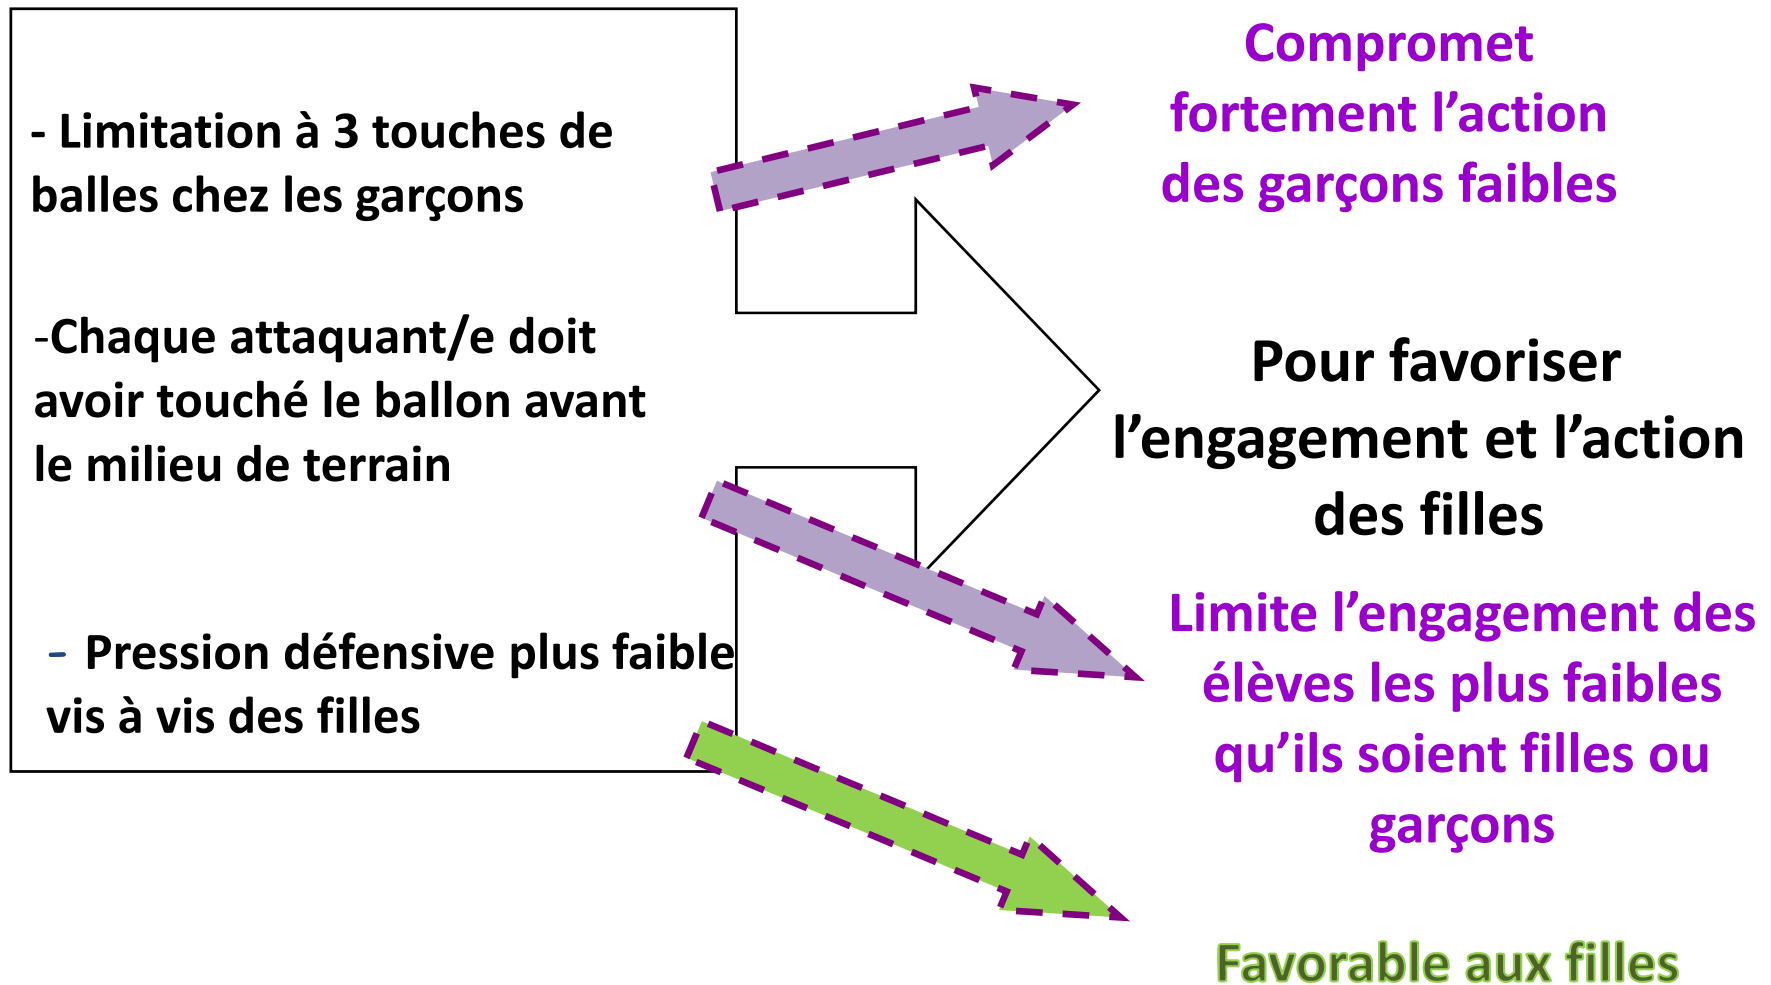 - Limitation à 3 touches de
balles chez les garçons
-Chaque attaquant/e doit
avoir touché le ballon avant
le milieu de terrain
- Pression défensive plus faible
vis à vis des filles
Compromet
fortement l’action
des garçons faibles
Pour favoriser
l’engagement et l’action
des filles
Limite l’engagement des
élèves les plus faibles
qu’ils soient filles ou
garçons
Favorable aux filles